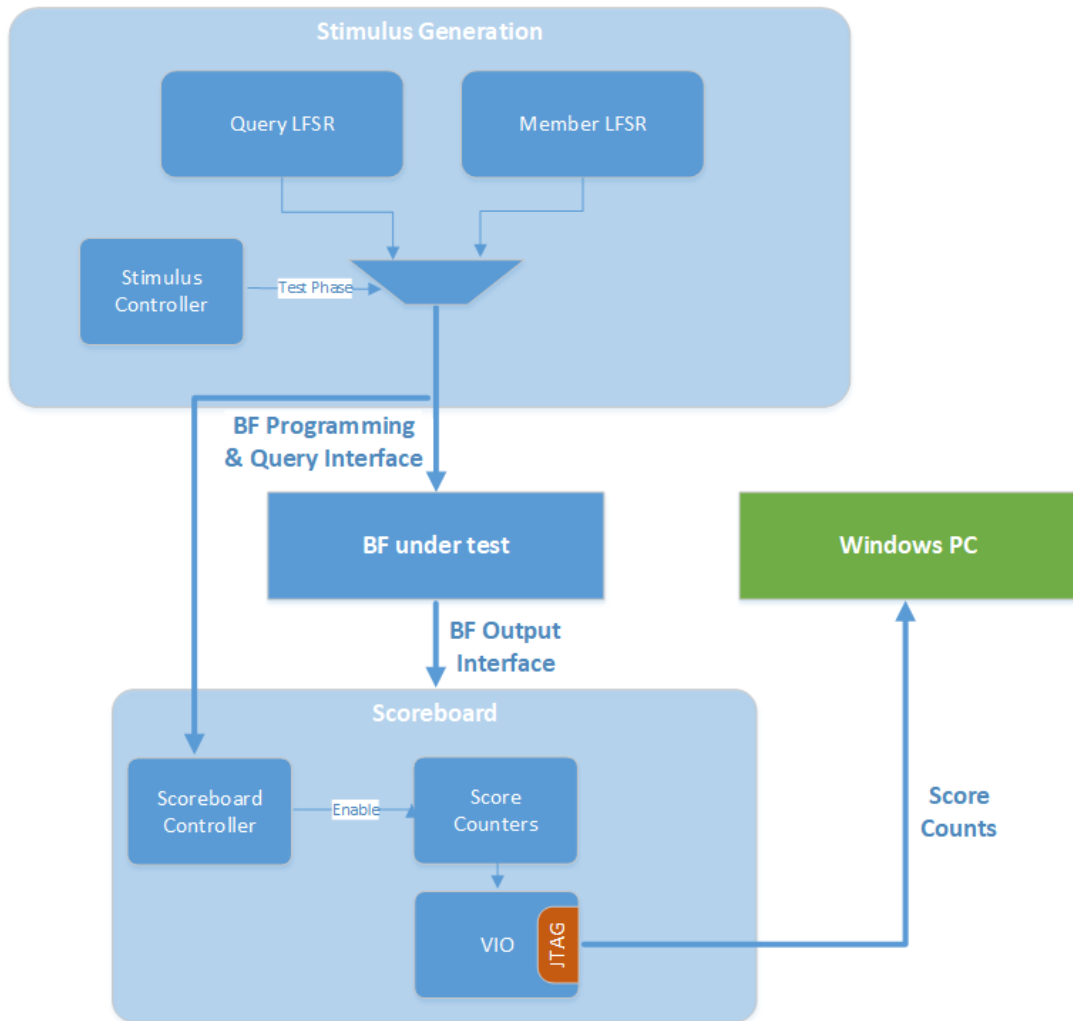 Stimulus Generation
Query LFSR
Member LFSR
Stimulus
Controller
Test Phase
BF Programming
& Query Interface
BF under test
Windows PC
BF Output
Interface
Scoreboard
Scoreboard
Controller
Enable
Score
Counters
Score
Counts
VIO
JTAG